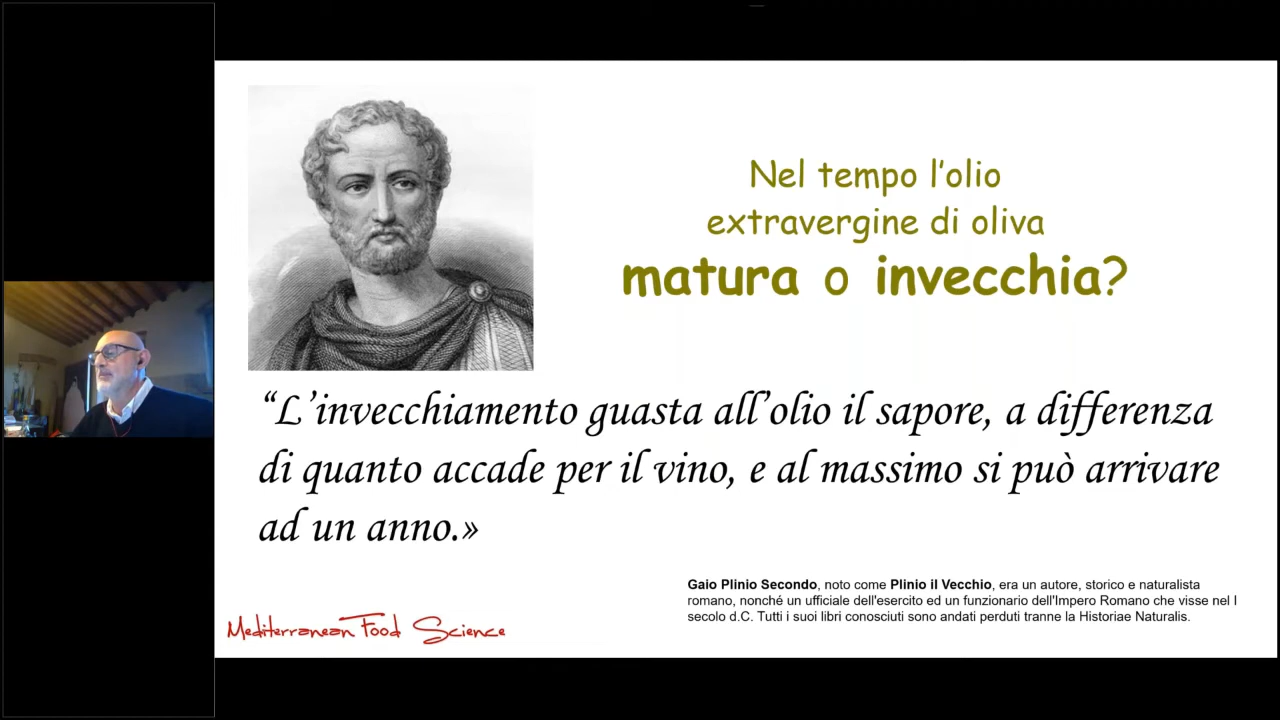 Nel tempo l'olio
extravergine di oliva
matura o invecchia?
“L'invecchiamento guasta all'olio il sapore, a differenza
di quanto accade per il vino, e al massimo si può arrivare
ad un anno.»
Gaio Plinio Secondo, noto come Plinio il Vecchio, era un autore, storico e naturalista
romano, nonché un ufficiale dell'esercito ed un funzionario dell'Impero Romano che visse nel I
secolo d.C. Tutti i suoi libri conosciuti sono andati perduti tranne la Historiae Naturalis.
Mediterranean Food Science